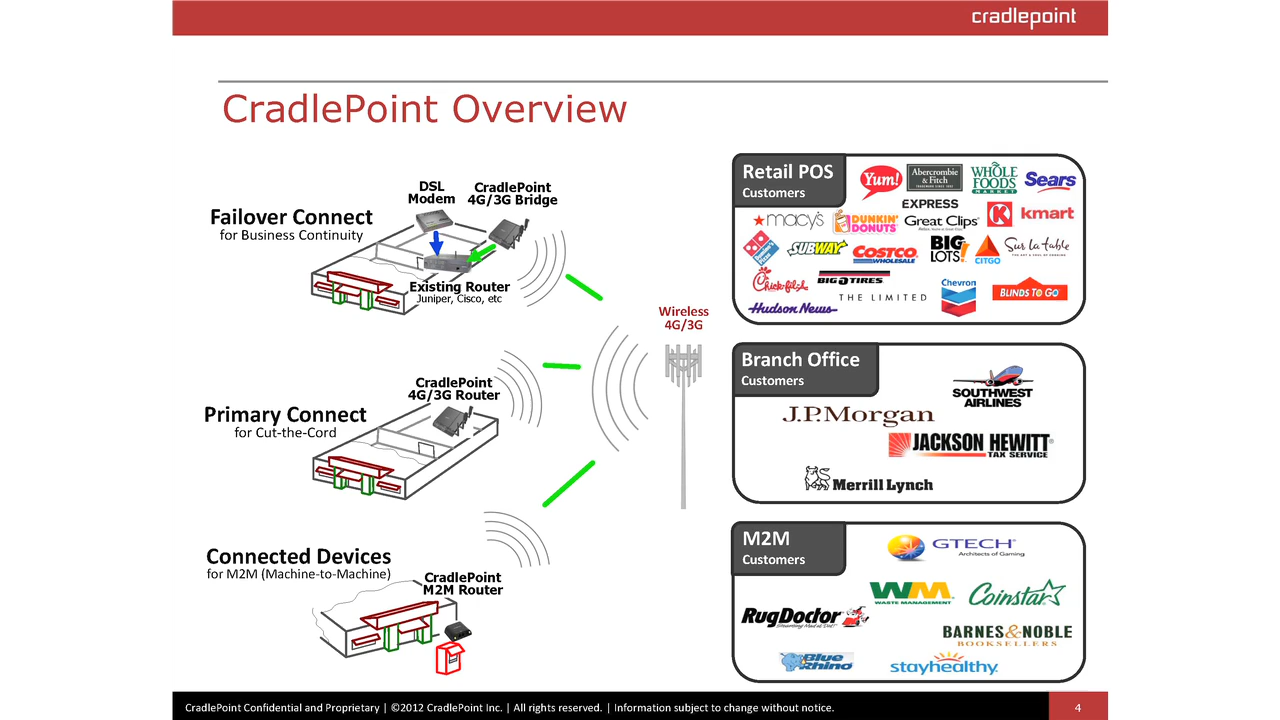 cradlepoint
CradlePoint Overview
Failover Connect
for Business Continuity
DSL
Modem
CradlePoint
4G/3G Bridge
Existing Router
Juniper, Cisco, etc
Primary Connect
for Cut-the-Cord
CradlePoint
4G/3G Router
Connected Devices
for M2M (Machine-to-Machine)
CradlePoint
M2M Router
Wireless
4G/3G
Retail POS
Customers
Yum!
Abercrombie
& Fitch
WHOLE
FOODS
MARKET
Sears
EXPRESS
macy's
DUNKIN'
DONUTS
Great Clips
K
kmart
Domino's
Pizza
SUBWAY
COSTCO
WHOLESALE
BIG
LOTS!
CITGO
Sur la table
Chick-fil-A
BIG O TIRES
THE LIMITED
Chevron
BLINDS TO GO
Hudson News
Branch Office
Customers
SOUTHWEST
AIRLINES
J.P.Morgan
JACKSON HEWITT®
TAX SERVICE
Merrill Lynch
M2M
Customers
GTECH
Architects of Gaming
WM
WASTE MANAGEMENT
Coinstar
RugDoctor
BARNES&NOBLE
BOOKSELLERS
Blue
Rhino
stayhealthy
CradlePoint Confidential and Proprietary | ©2012 CradlePoint Inc. | All rights reserved. | Information subject to change without notice.
4